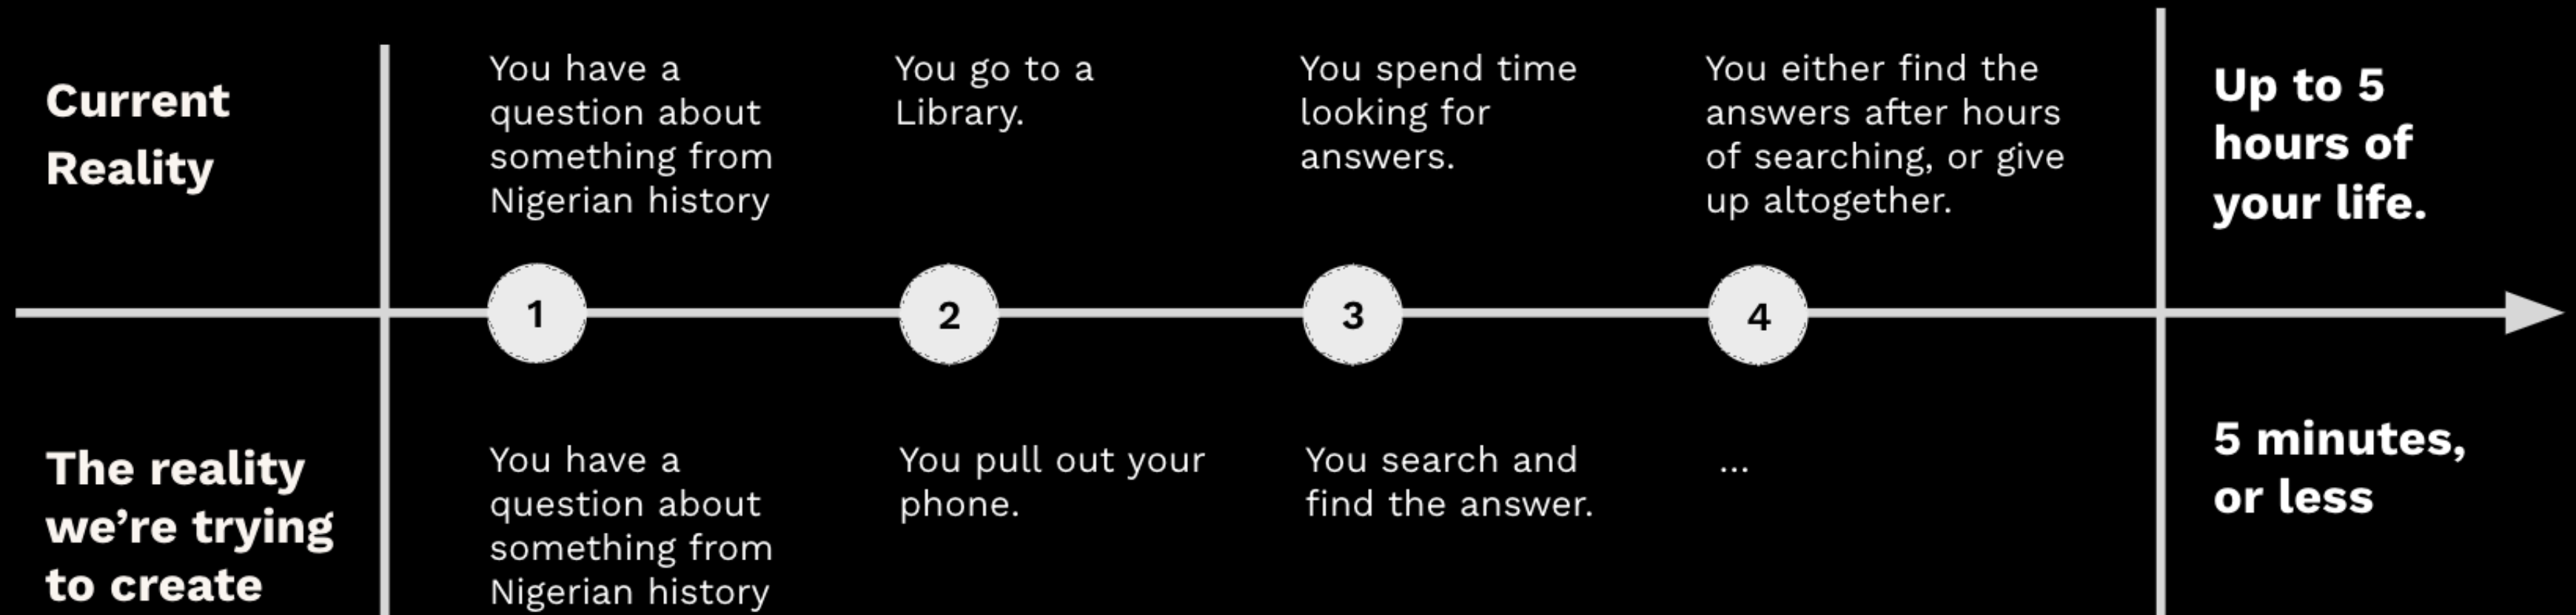 Current
Reality
You have a
question about
something from
Nigerian history
You go to a
Library.
You spend time
looking for
answers.
You either find the
answers after hours
of searching, or give
up altogether.
Up to 5
hours of
your life.
1
2
3
4
The reality
we’re trying
to create
You have a
question about
something from
Nigerian history
You pull out your
phone.
You search and
find the answer.
...
5 minutes,
or less